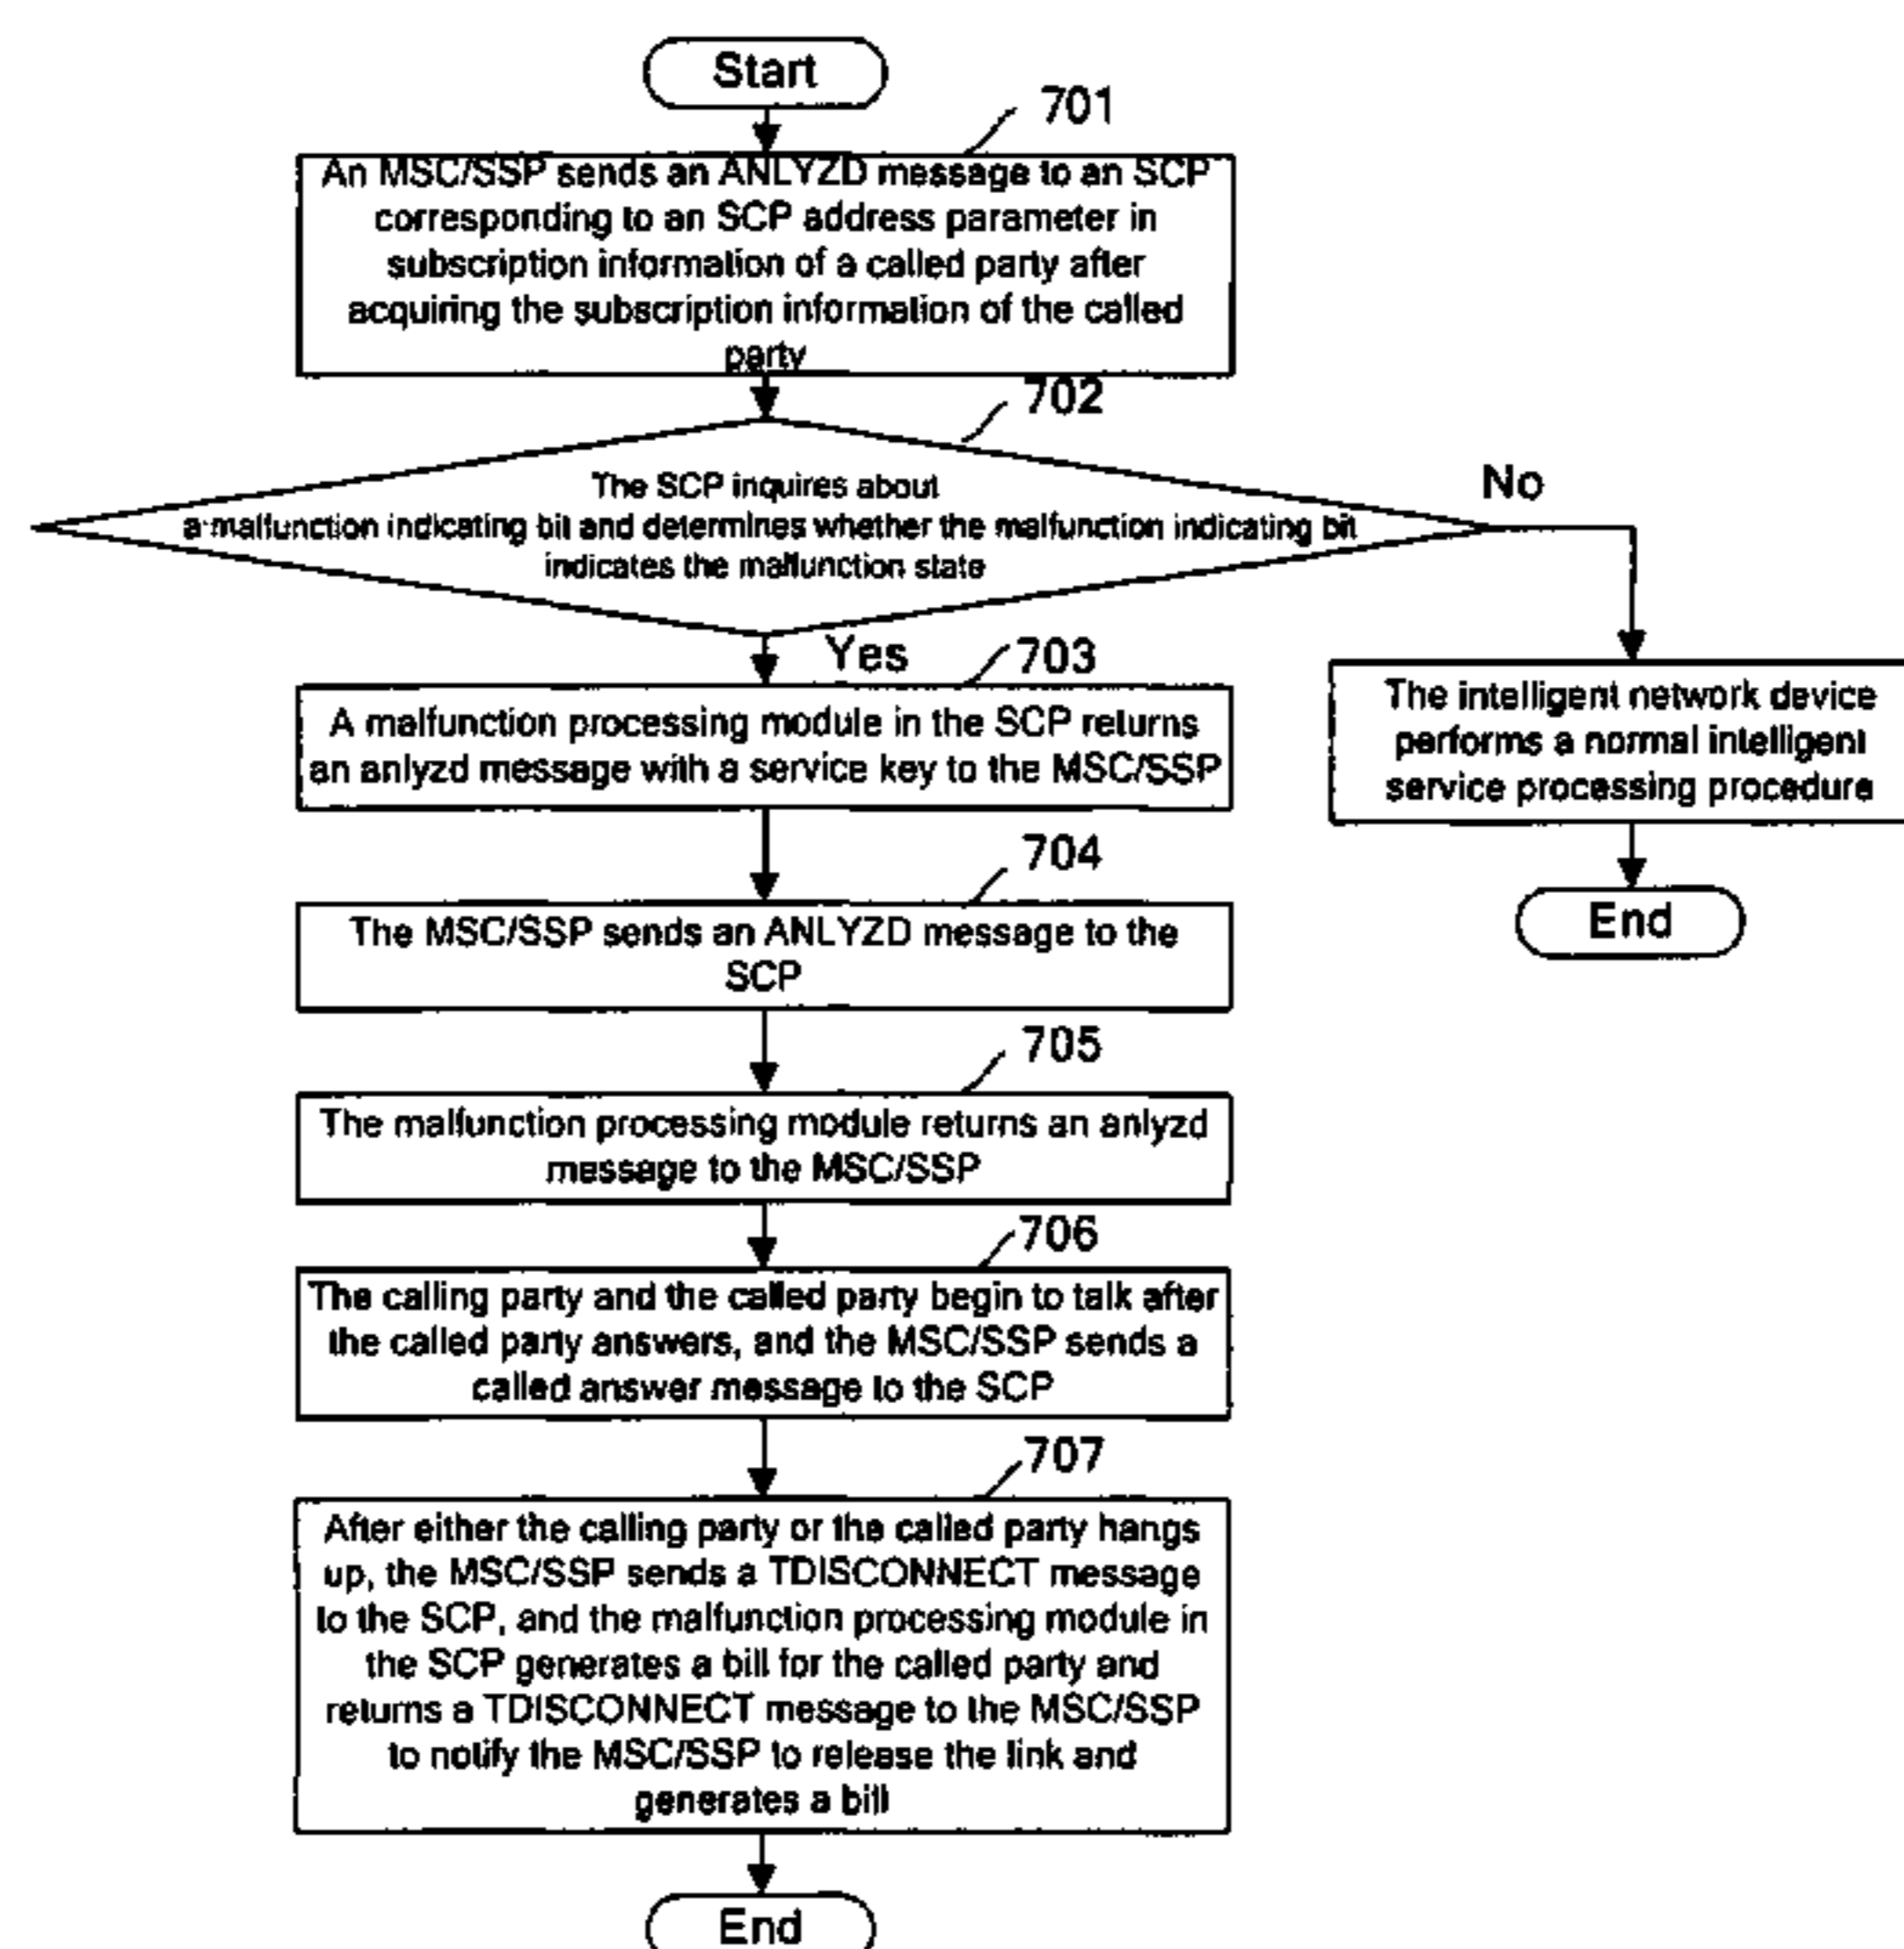 Start
701
An MSC/SSP sends an ANLYZD message to an SCP
corresponding to an SCP address parameter in
subscription information of a called party after
acquiring the subscription information of the called
party
702
The SCP inquires about
a malfunction indicating bit and determines whether the malfunction indicating bit
indicates the malfunction state
No
Yes
703
A malfunction processing module in the SCP returns
an anlyzd message with a service key to the MSC/SSP
The intelligent network device
performs a normal intelligent
service processing procedure
End
704
The MSC/SSP sends an ANLYZD message to the
SCP
705
The malfunction processing module returns an anlyzd
message to the MSC/SSP
706
The calling party and the called party begin to talk after
the called party answers, and the MSC/SSP sends a
called answer message to the SCP
707
After either the calling party or the called party hangs
up, the MSC/SSP sends a TDISCONNECT message
to the SCP, and the malfunction processing module in
the SCP generates a bill for the called party and
returns a TDISCONNECT message to the MSC/SSP
to notify the MSC/SSP to release the link and
generates a bill
End